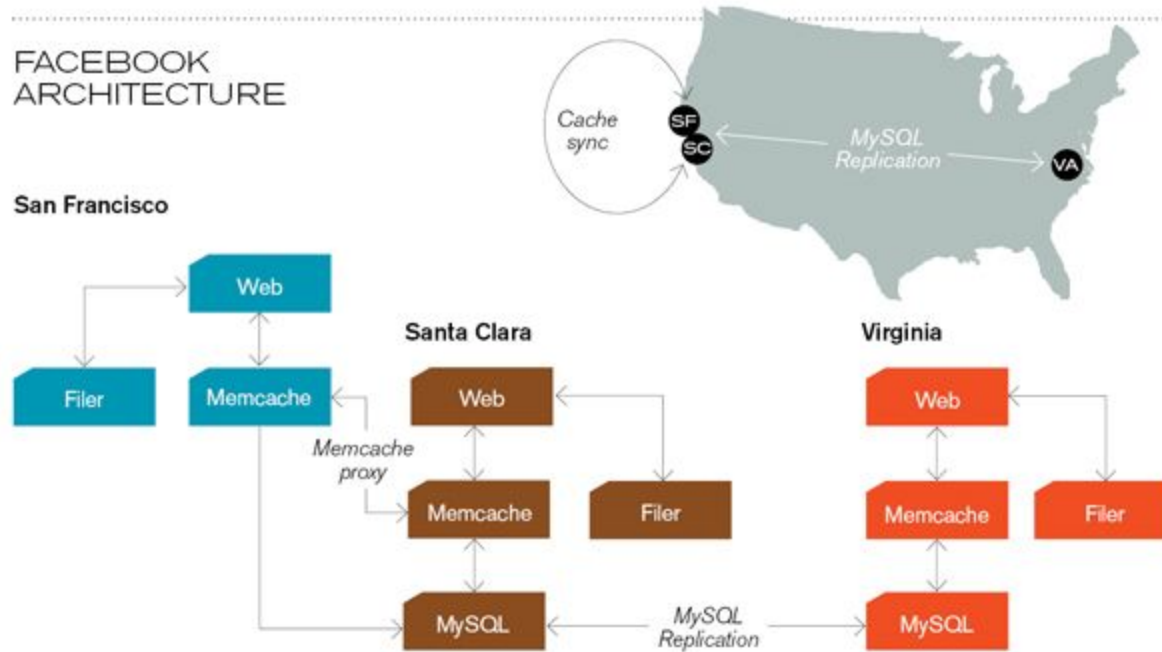 FACEBOOK
ARCHITECTURE
Cache
sync
SF
SC
MySQL
Replication
VA
San Francisco
Web
Filer
Memcache
Memcache
proxy
Santa Clara
Web
Memcache
Filer
MySQL
MySQL
Replication
Virginia
Web
Memcache
Filer
MySQL